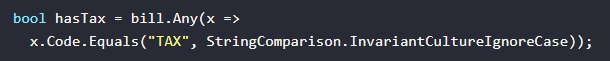 bool hasTax = bill.Any(x =>
x.Code.Equals("TAX", StringComparison.InvariantCultureIgnoreCase));